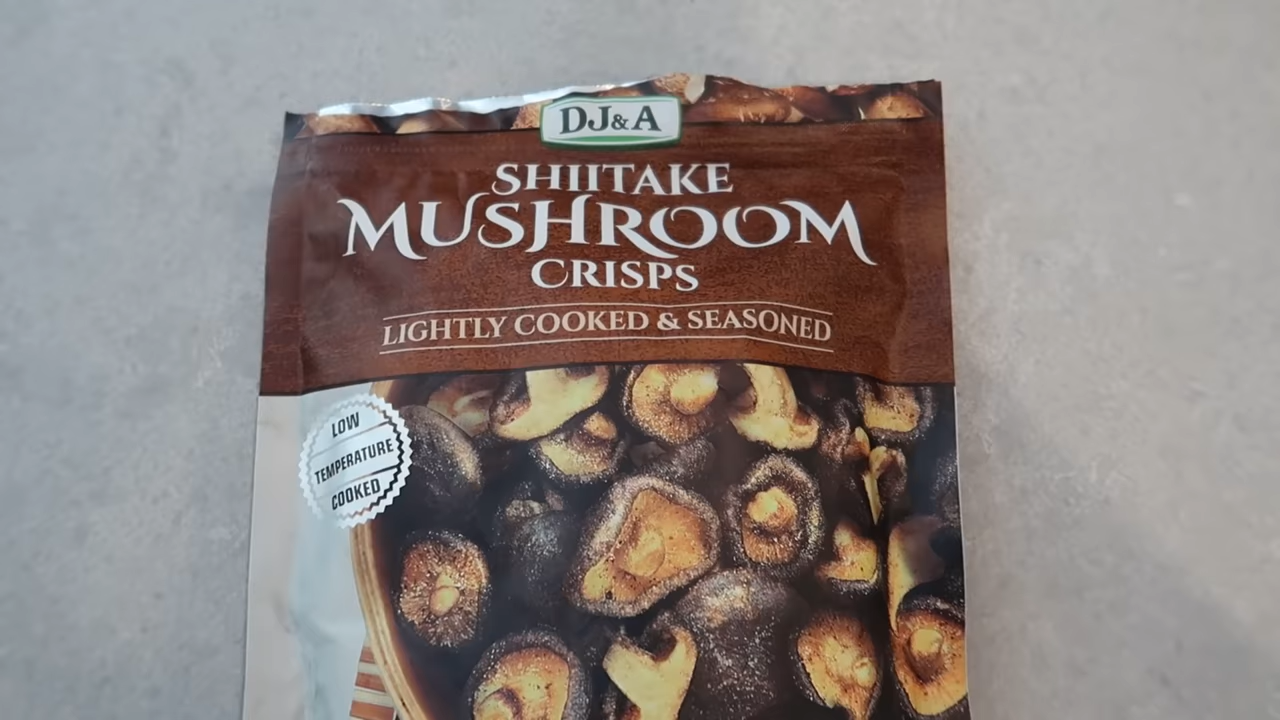 DJ&A
SHIITAKE
MUSHROOM
CRISPS
LIGHTLY COOKED & SEASONED
LOW
TEMPERATURE
COOKED